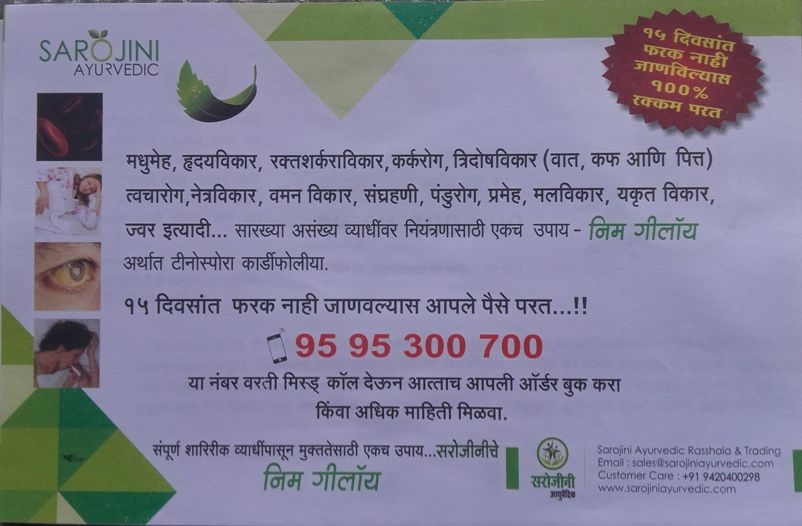 SAROJINI
AYURVEDIC
१५ दिवसांत
फरक नाही
जाणविल्यास
१००%
रक्कम परत
मधुमेह, हृदयविकार, रक्तशर्कराविकार,कर्करोग, त्रिदोषविकार (वात, कफ आणि पित्त)
त्वचारोग,नेत्रविकार, वमन विकार, संघ्रहणी, पंडुरोग, प्रमेह, मलविकार, यकृत विकार,
ज्वर इत्यादी... सारख्या असंख्य व्याधींवर नियंत्रणासाठी एकच उपाय - निम गीलॉय
अर्थात टीनोस्पोरा कार्डीफोलीया.
१५ दिवसांत फरक नाही जाणवल्यास आपले पैसे परत...!!
95 95 300 700
या नंबर वरती मिस्ड् कॉल देऊन आत्ताच आपली ऑर्डर बुक करा
किंवा अधिक माहिती मिळवा.
संपूर्ण शारिरीक व्याधींपासून मुक्ततेसाठी एकच उपाय...सरोजीनीचे
निम गीलॉय
सरोजीनी
आयुर्वेदिक
Sarojini Ayurvedic Rasshala & Trading
Email : sales@sarojiniayurvedic.com
Customer Care : +91 9420400298
www.sarojiniayurvedic.com